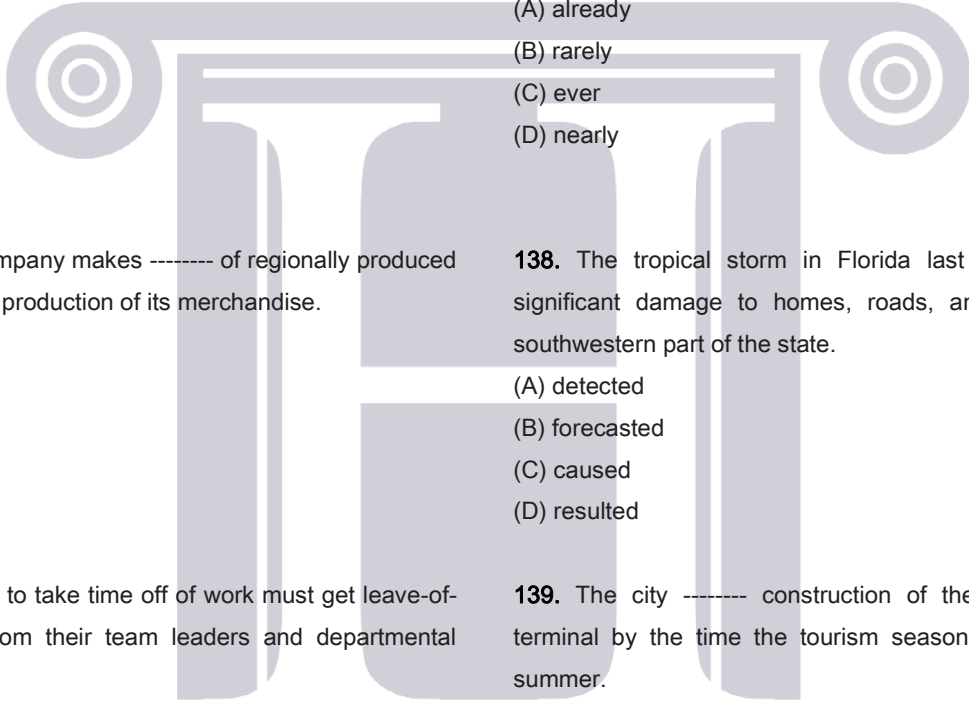 (A) already
(B) rarely
(C) ever
(D) nearly
mpany makes -------- of regionally produced
production of its merchandise.
to take time off of work must get leave-of-
om their team leaders and departmental
138. The tropical storm in Florida last
significant damage to homes, roads, ar
southwestern part of the state.
(A) detected
(B) forecasted
(C) caused
(D) resulted
139. The city -------- construction of the
terminal by the time the tourism season
summer.